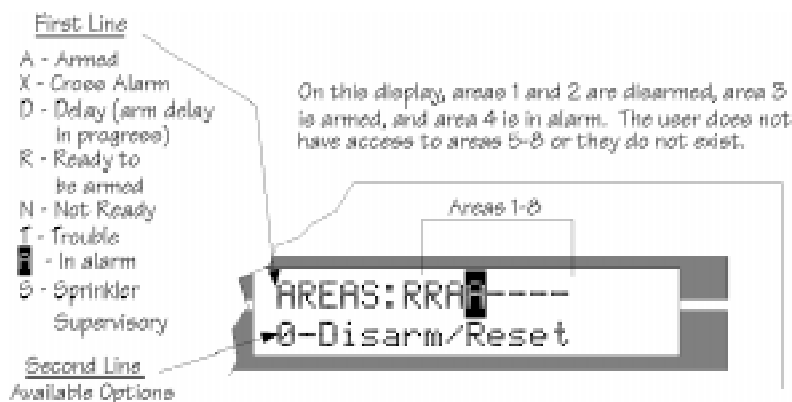 First Line
A - Armed
X - Cross Alarm
D - Delay (arm delay
in progress)
R - Ready to
be armed
N - Not Ready
T - Trouble
A - In alarm
S - Sprinkler
Supervisory
Second Line
Available Options
On this display, areas 1 and 2 are disarmed, area 3
is armed, and area 4 is in alarm. The user does not
have access to areas 5-8 or they do not exist.
Areas 1-8
AREAS:RRAA----
0-Disarm/Reset